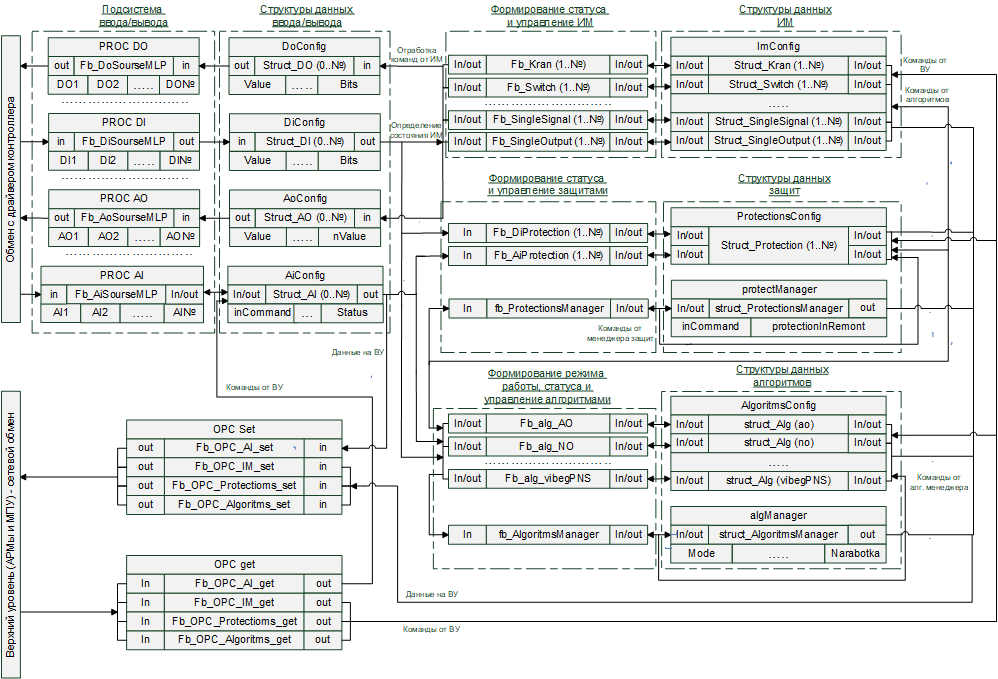 Подсистема
ввода/вывода
Структуры данных
ввода/вывода
Формирование статуса
и управление ИМ
Структуры данных
ИМ
Обмен с драйвером контроллера
PROC DO
out Fb_DoSourseMLP in
DO1 DO2 ..... DO№
PROC DI
in Fb_DiSourseMLP out
DI1 DI2 ..... DI№
PROC AO
out Fb_AoSourseMLP in
AO1 AO2 ..... AO№
PROC AI
in Fb_AiSourseMLP In/out
AI1 AI2 ..... AI№
DoConfig
out Struct_DO (0..№) in
Value ..... Bits
DiConfig
in Struct_DI (0..№) out
Value ..... Bits
AoConfig
out Struct_AO (0..№) in
Value ..... nValue
AiConfig
In/out Struct_AI (0..№) out
inCommand ... Status
Отработка
команд от ИМ
Определение
состояния ИМ
In/out Fb_Kran (1..№) In/out
In/out Fb_Switch (1..№) In/out
In/out Fb_SingleSignal (1..№) In/out
In/out Fb_SingleOutput (1..№) In/out
ImConfig
In/out Struct_Kran (1..№) In/out
In/out Struct_Switch (1..№) In/out
.....
In/out Struct_SingleSignal (1..№) In/out
In/out Struct_SingleOutput (1..№) In/out
Команды от
ВУ
Команды от
алгоритмов
Формирование статуса
и управление защитами
Структуры данных
защит
In Fb_DiProtection (1..№) In/out
In Fb_AiProtection (1..№) In/out
In fb_ProtectionsManager In/out
Команды от
менеджера защит
ProtectionsConfig
In/out Struct_Protection (1..№) In/out
In/out In/out
protectManager
In/out struct_ProtectionsManager out
inCommand protectionInRemont
Данные на ВУ
Команды от ВУ
Формирование режима
работы, статуса и
управление алгоритмами
Структуры данных
алгоритмов
In/out Fb_alg_AO In/out
In/out Fb_alg_NO In/out
In/out Fb_alg_vibegPNS In/out
In fb_AlgoritmsManager In/out
AlgoritmsConfig
In/out struct_Alg (ao) In/out
In/out struct_Alg (no) In/out
.....
In/out struct_Alg (vibegPNS) In/out
Команды от
алг. менеджера
algManager
In/out struct_AlgoritmsManager out
Mode ..... Narabotka
Верхний уровень (АРМы и МПУ) - сетевой обмен
OPC Set
out Fb_OPC_AI_set in
out Fb_OPC_IM_set in
out Fb_OPC_Protectioms_set in
out Fb_OPC_Algoritms_set in
OPC get
In Fb_OPC_AI_get out
In Fb_OPC_IM_get out
In Fb_OPC_Protectioms_get out
In Fb_OPC_Algoritms_get out
Данные на ВУ
Команды от ВУ